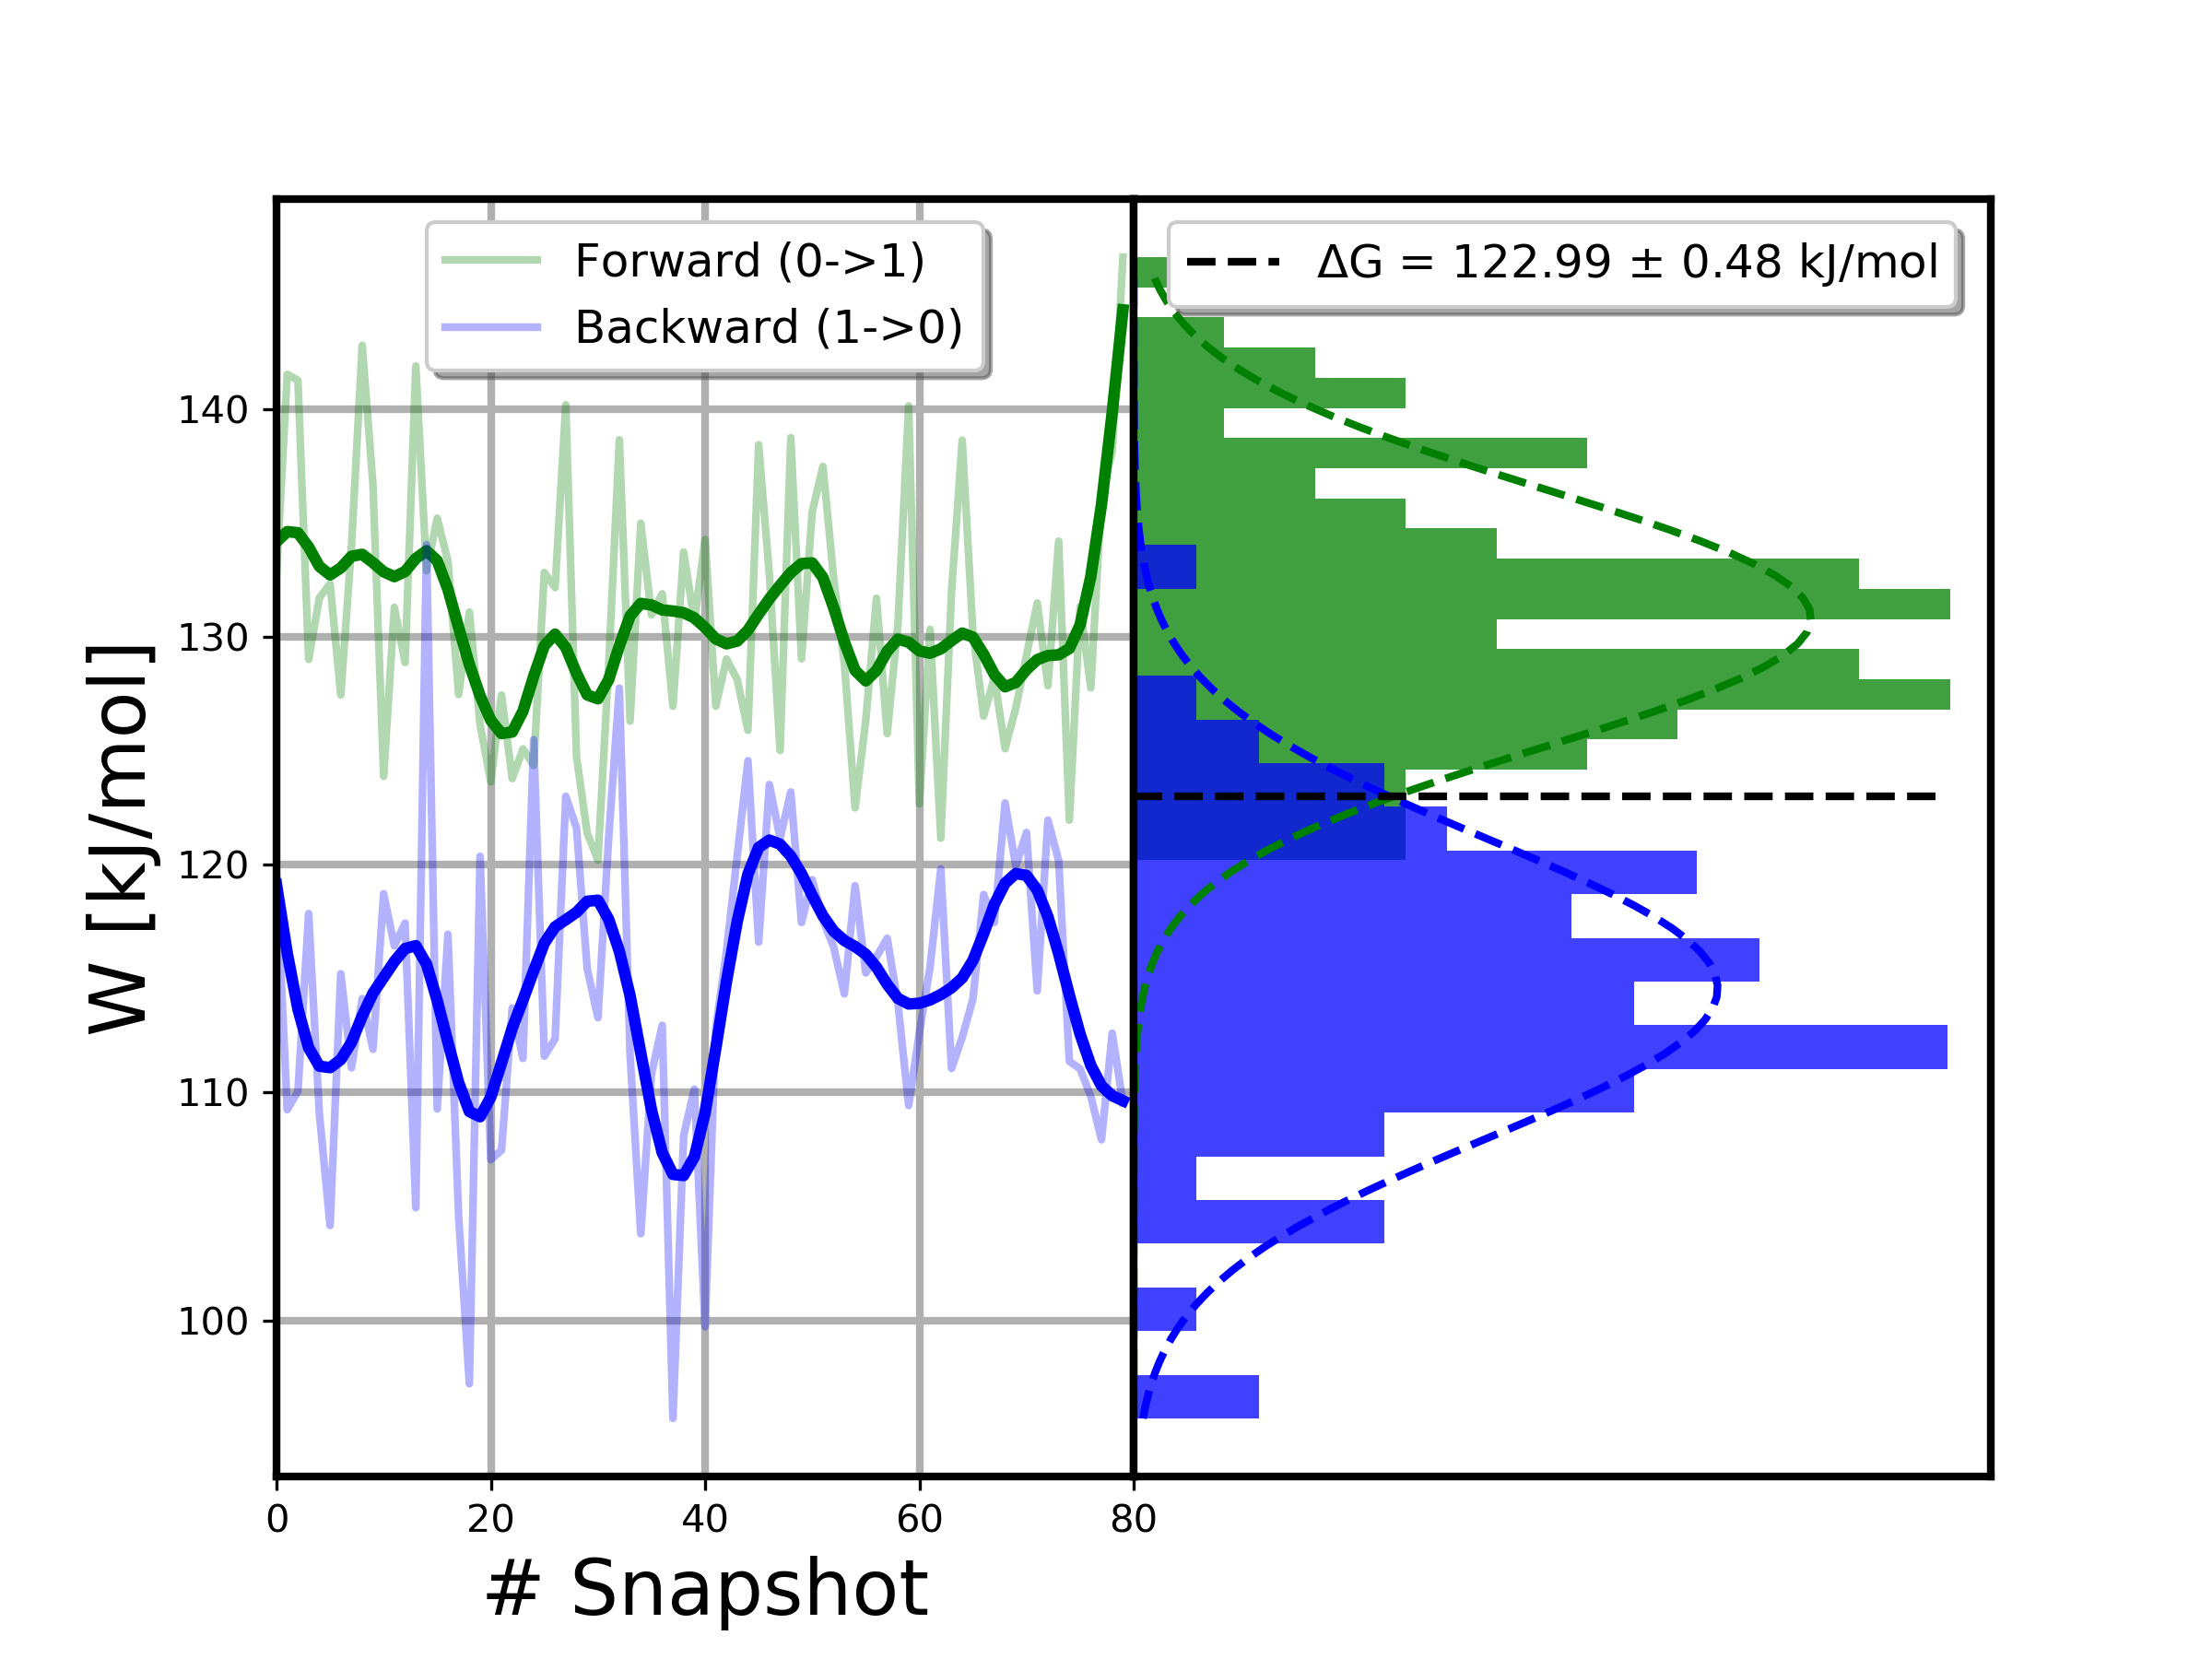 Forward (0->1)
Backward (1->0)
ΔG = 122.99 ± 0.48 kJ/mol
140
130
120
110
100
W [kJ/mol]
0 20 40 60 80
# Snapshot